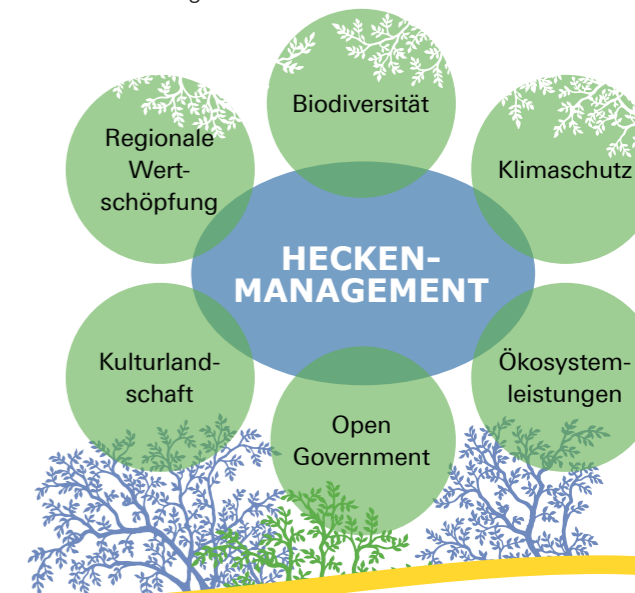 Biodiversität
Regionale
Wert-
schöpfung
Klimaschutz
HECKEN-
MANAGEMENT
Kulturland-
schaft
Ökosystem-
leistungen
Open
Government